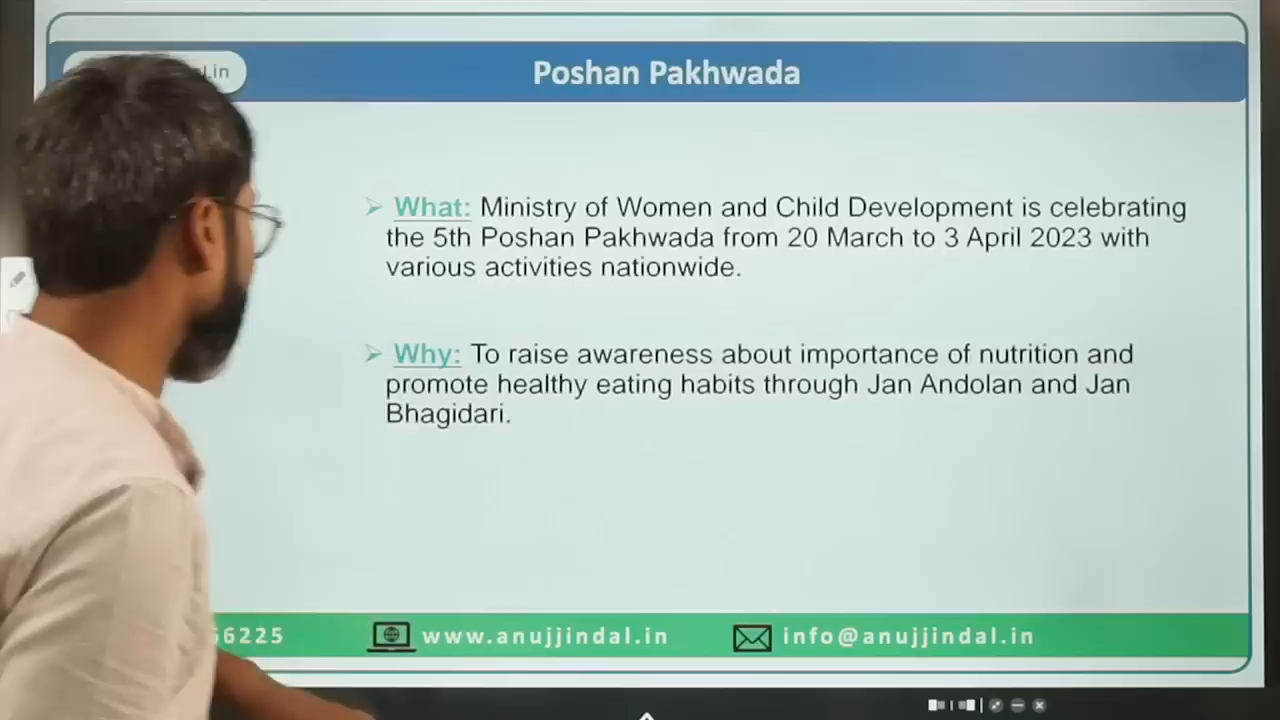 Poshan Pakhwada
What: Ministry of Women and Child Development is celebrating
the 5th Poshan Pakhwada from 20 March to 3 April 2023 with
various activities nationwide.
Why: To raise awareness about importance of nutrition and
promote healthy eating habits through Jan Andolan and Jan
Bhagidari.
www.anujjindal.in
info@anujjindal.in